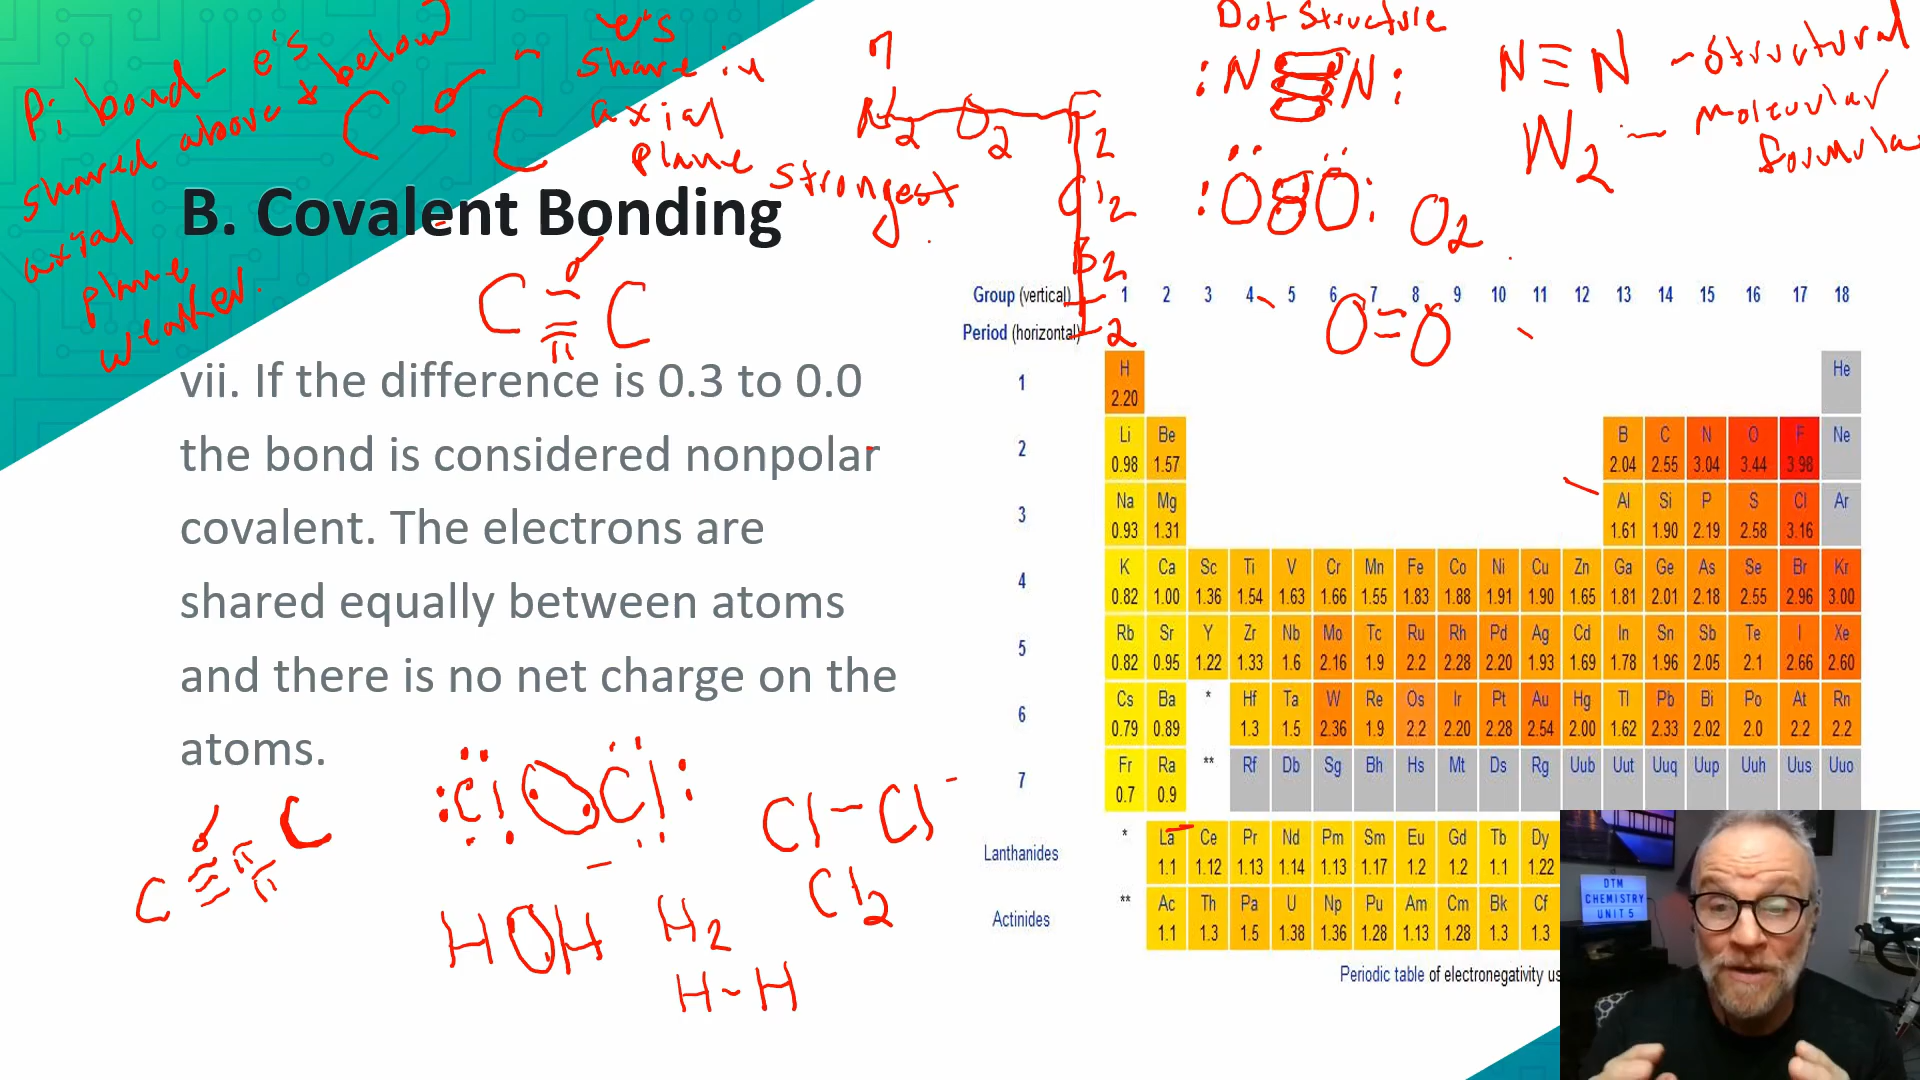 Pi bond - e's
shared above & below
axial
plane
weaker.
C - σ C
e's
share in
axial
plane
strongest
7
N2 O2 F2
Cl2
Br2
I2
Dot Structure
:N N:
N≡N - Structural
N2 - Molecular
formula
:O O: O2
O=O
B. Covalent Bonding
C σ C
π
vii. If the difference is 0.3 to 0.0
the bond is considered nonpolar
covalent. The electrons are
shared equally between atoms
and there is no net charge on the
atoms.
C σ π π C
:Cl Cl:
Cl-Cl
Cl2
H H
H2
H-H
Group (vertical) 1 2 3 4 5 6 7 8 9 10 11 12 13 14 15 16 17 18
Period (horizontal)
1 H He
2.20
2 Li Be B C N O F Ne
0.98 1.57 2.04 2.55 3.04 3.44 3.98
3 Na Mg Al Si P S Cl Ar
0.93 1.31 1.61 1.90 2.19 2.58 3.16
4 K Ca Sc Ti V Cr Mn Fe Co Ni Cu Zn Ga Ge As Se Br Kr
0.82 1.00 1.36 1.54 1.63 1.66 1.55 1.83 1.88 1.91 1.90 1.65 1.81 2.01 2.18 2.55 2.96 3.00
5 Rb Sr Y Zr Nb Mo Tc Ru Rh Pd Ag Cd In Sn Sb Te I Xe
0.82 0.95 1.22 1.33 1.6 2.16 1.9 2.2 2.28 2.20 1.93 1.69 1.78 1.96 2.05 2.1 2.66 2.60
6 Cs Ba * Hf Ta W Re Os Ir Pt Au Hg Tl Pb Bi Po At Rn
0.79 0.89 1.3 1.5 2.36 1.9 2.2 2.20 2.28 2.54 2.00 1.62 2.33 2.02 2.0 2.2 2.2
7 Fr Ra ** Rf Db Sg Bh Hs Mt Ds Rg Uub Uut Uuq Uup Uuh Uus Uuo
0.7 0.9
Lanthanides * La Ce Pr Nd Pm Sm Eu Gd Tb Dy
1.1 1.12 1.13 1.14 1.13 1.17 1.2 1.2 1.1 1.22
Actinides ** Ac Th Pa U Np Pu Am Cm Bk Cf
1.1 1.3 1.5 1.38 1.36 1.28 1.13 1.28 1.3 1.3
Periodic table of electronegativity us
DTM
CHEMISTRY
UNIT 5